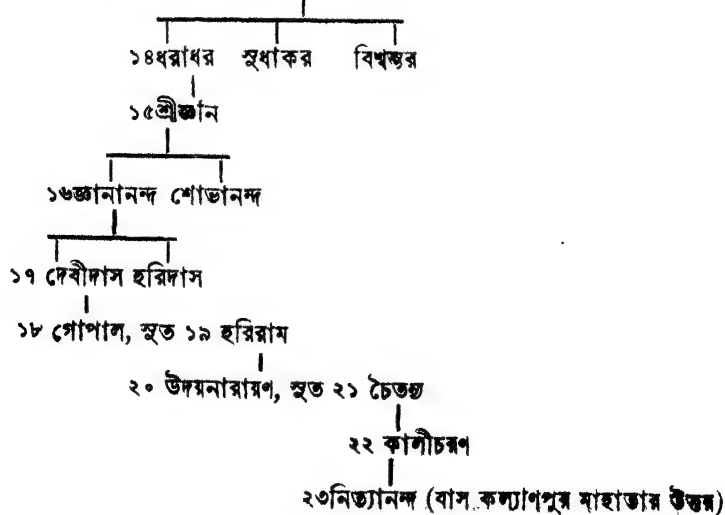 ১৪ধরাধর সুধাকর বিশ্বম্ভর
১৫শ্রীজ্ঞান
১৬জ্ঞানানন্দ শোভানন্দ
১৭ দেবীদাস হরিদাস
১৮ গোপাল, সুত ১৯ হরিরাম
২০ উদয়নারায়ণ, সুত ২১ চৈতন্য
২২ কালীচরণ
২৩নিত্যানন্দ (বাস কল্যাণপুর মাহাতার উত্তর)